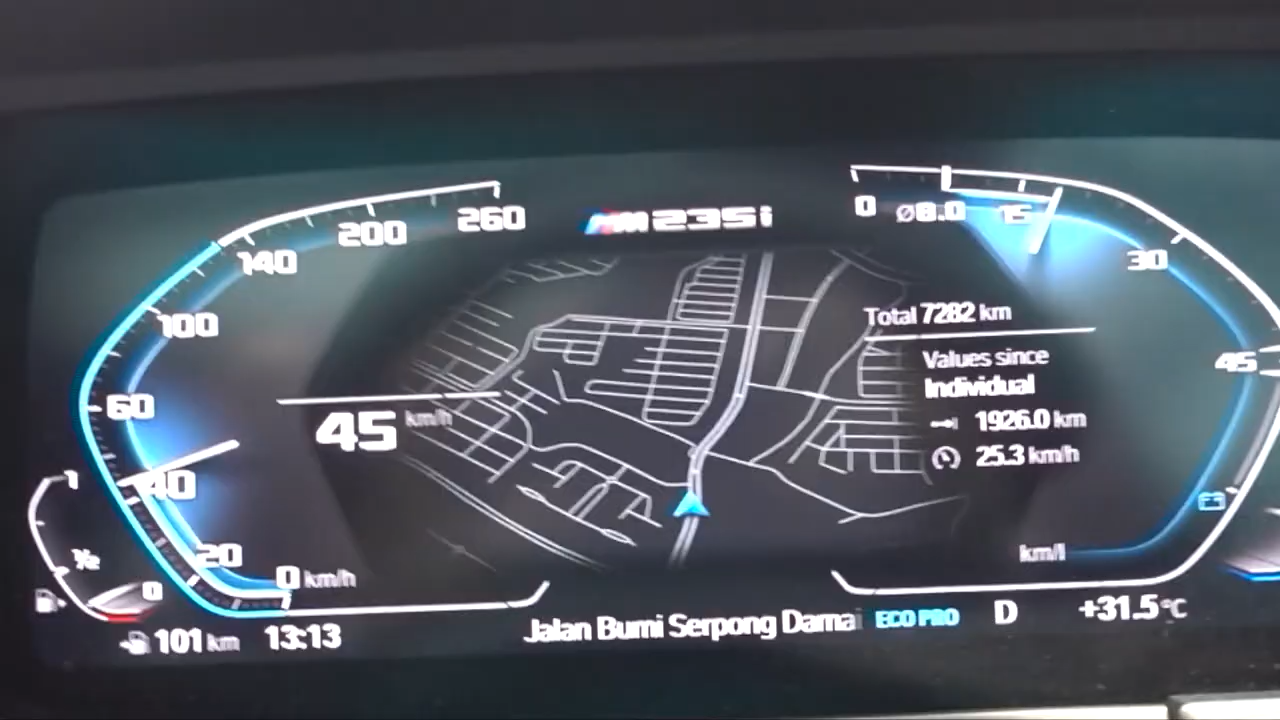 260
200
140
100
60
40
20
0 km/h
45 km/h
1
½
0
101 km
13:13
M235i
0
ø8.0
15
30
45
km/l
Total 7282 km
Values since
Individual
1926.0 km
25.3 km/h
Jalan Bumi Serpong Damai
ECO PRO
D
+31.5 °C